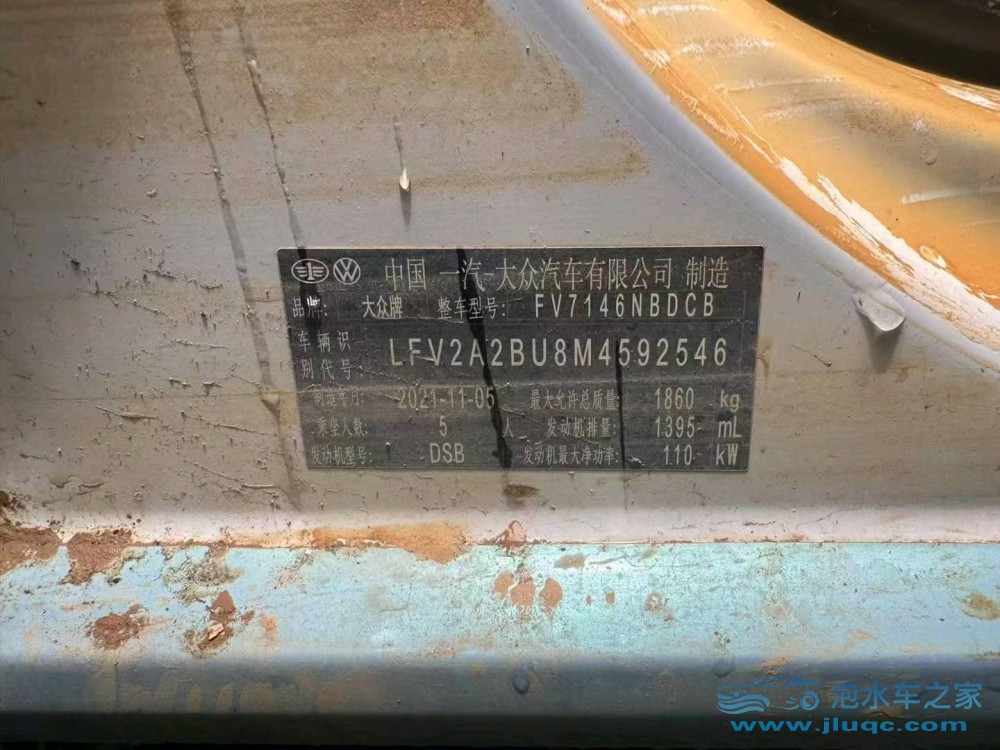 中国 一汽-大众汽车有限公司 制造
品牌: 大众牌 整车型号: FV7146NBDCB
车辆识别代号: LFV2A2BU8M4592546
制造年月: 2021-11-05 最大允许总质量: 1860 kg
乘坐人数: 5 人 发动机排量: 1395 mL
发动机型号: DSB 发动机最大净功率: 110 kW
泡水车之家
www.jluqc.com